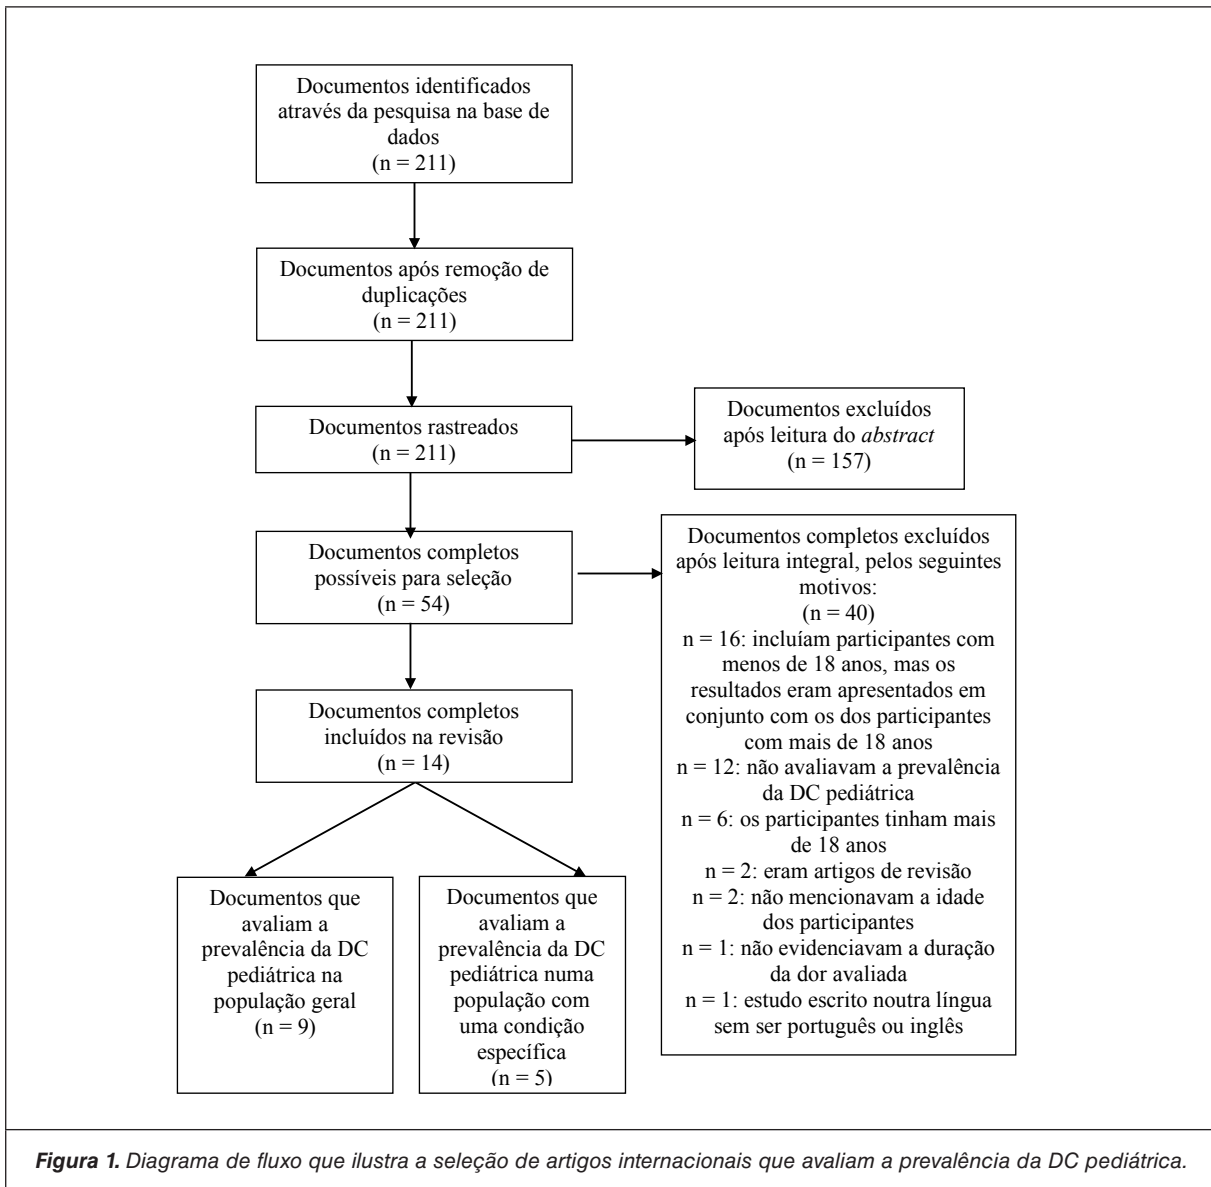 Documentos identificados
através da pesquisa na base de
dados
(n = 211)
Documentos após remoção de
duplicações
(n = 211)
Documentos rastreados
(n = 211)
Documentos excluídos
após leitura do abstract
(n = 157)
Documentos completos
possíveis para seleção
(n = 54)
Documentos completos excluídos
após leitura integral, pelos seguintes
motivos:
(n = 40)
n = 16: incluíam participantes com
menos de 18 anos, mas os
resultados eram apresentados em
conjunto com os dos participantes
com mais de 18 anos
n = 12: não avaliavam a prevalência
da DC pediátrica
n = 6: os participantes tinham mais
de 18 anos
n = 2: eram artigos de revisão
n = 2: não mencionavam a idade
dos participantes
n = 1: não evidenciavam a duração
da dor avaliada
n = 1: estudo escrito noutra língua
sem ser português ou inglês
Documentos completos
incluídos na revisão
(n = 14)
Documentos que
avaliam a
prevalência da DC
pediátrica na
população geral
(n = 9)
Documentos que
avaliam a
prevalência da DC
pediátrica numa
população com
uma condição
específica
(n = 5)
Figura 1. Diagrama de fluxo que ilustra a seleção de artigos internacionais que avaliam a prevalência da DC pediátrica.